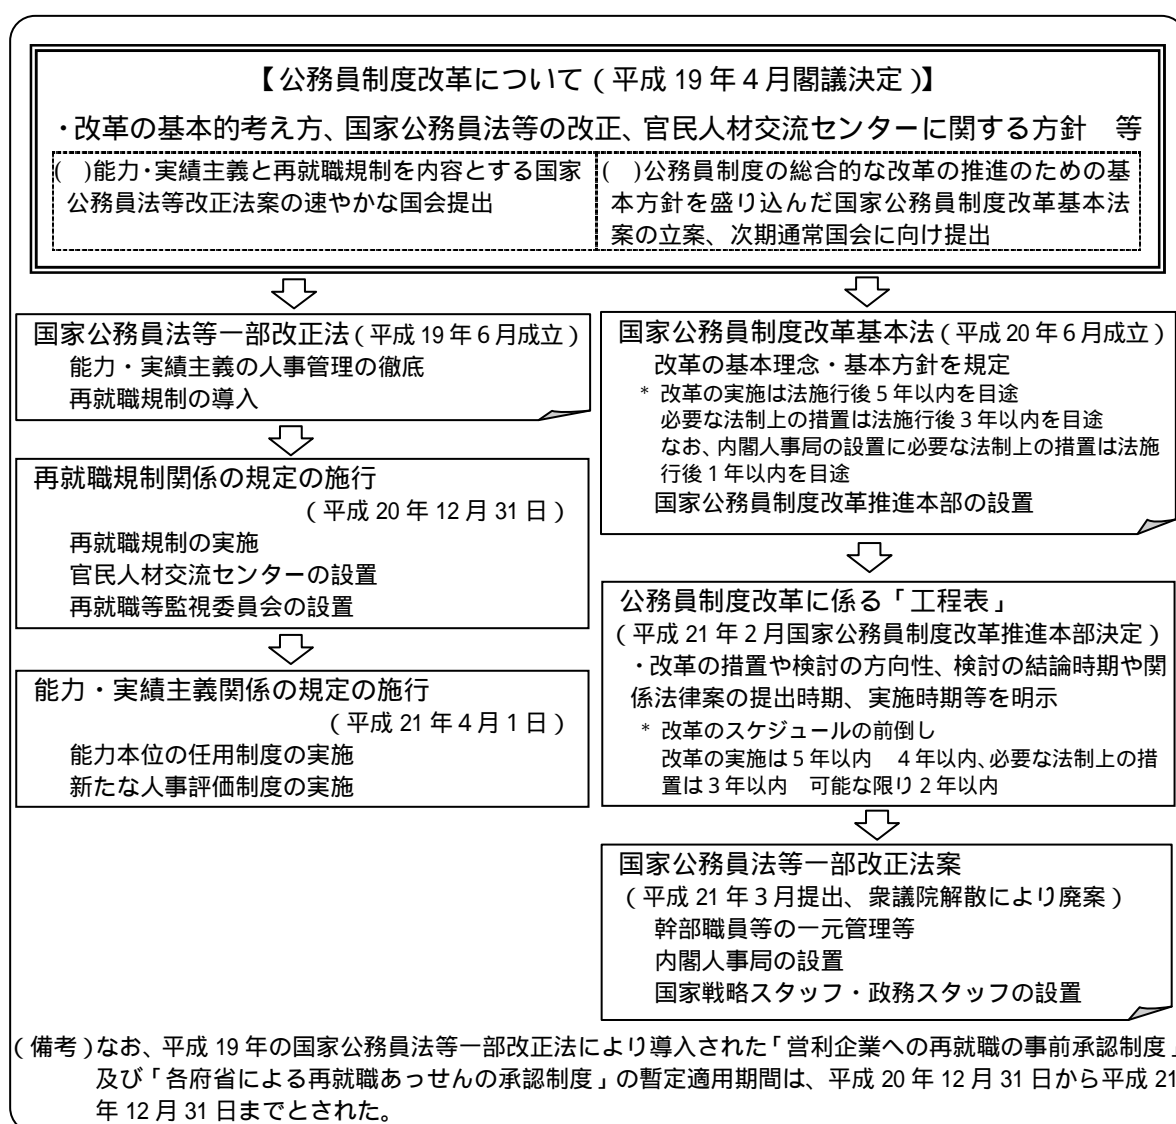 【公務員制度改革について(平成19年4月閣議決定)】
・改革の基本的考え方、国家公務員法等の改正、官民人材交流センターに関する方針 等
( )能力・実績主義と再就職規制を内容とする国家
公務員法等改正法案の速やかな国会提出
( )公務員制度の総合的な改革の推進のための基
本方針を盛り込んだ国家公務員制度改革基本法
案の立案、次期通常国会に向け提出
国家公務員法等一部改正法(平成19年6月成立)
能力・実績主義の人事管理の徹底
再就職規制の導入
再就職規制関係の規定の施行
(平成20年12月31日)
再就職規制の実施
官民人材交流センターの設置
再就職等監視委員会の設置
能力・実績主義関係の規定の施行
(平成21年4月1日)
能力本位の任用制度の実施
新たな人事評価制度の実施
国家公務員制度改革基本法(平成20年6月成立)
改革の基本理念・基本方針を規定
* 改革の実施は法施行後5年以内を目途
必要な法制上の措置は法施行後3年以内を目途
なお、内閣人事局の設置に必要な法制上の措置は法施
行後1年以内を目途
国家公務員制度改革推進本部の設置
公務員制度改革に係る「工程表」
(平成21年2月国家公務員制度改革推進本部決定)
・改革の措置や検討の方向性、検討の結論時期や関
係法律案の提出時期、実施時期等を明示
* 改革のスケジュールの前倒し
改革の実施は5年以内 4年以内、必要な法制上の措
置は3年以内 可能な限り2年以内
国家公務員法等一部改正法案
(平成21年3月提出、衆議院解散により廃案)
幹部職員等の一元管理等
内閣人事局の設置
国家戦略スタッフ・政務スタッフの設置
(備考)なお、平成19年の国家公務員法等一部改正法により導入された「営利企業への再就職の事前承認制度」
及び「各府省による再就職あっせんの承認制度」の暫定適用期間は、平成20年12月31日から平成21
年12月31日までとされた。